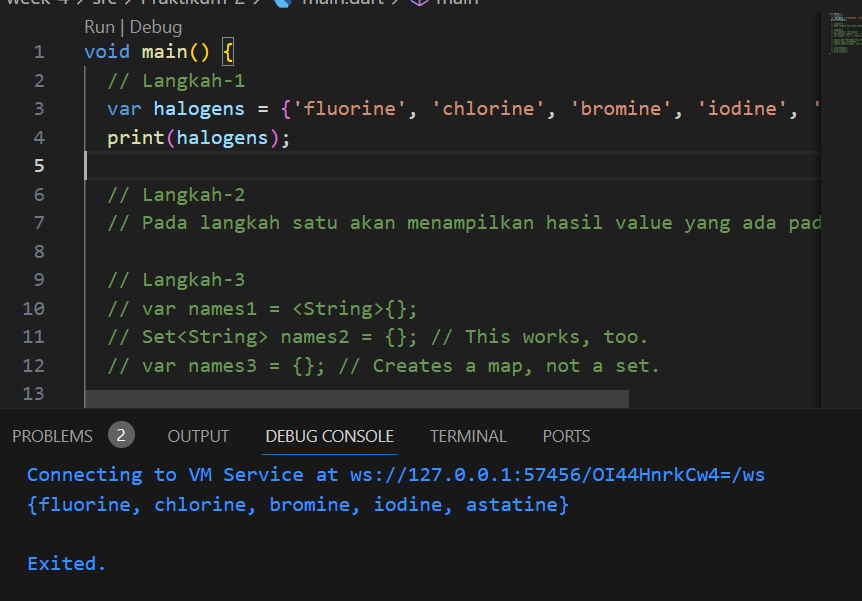 week-4 > src > Praktikum-2 > main.dart > main
Run | Debug
1 void main() {
2 // Langkah-1
3 var halogens = {'fluorine', 'chlorine', 'bromine', 'iodine', '
4 print(halogens);
5
6 // Langkah-2
7 // Pada langkah satu akan menampilkan hasil value yang ada pad
8
9 // Langkah-3
10 // var names1 = <String>{};
11 // Set<String> names2 = {}; // This works, too.
12 // var names3 = {}; // Creates a map, not a set.
13
PROBLEMS 2 OUTPUT DEBUG CONSOLE TERMINAL PORTS
Connecting to VM Service at ws://127.0.0.1:57456/OI44HnrkCw4=/ws
{fluorine, chlorine, bromine, iodine, astatine}
Exited.